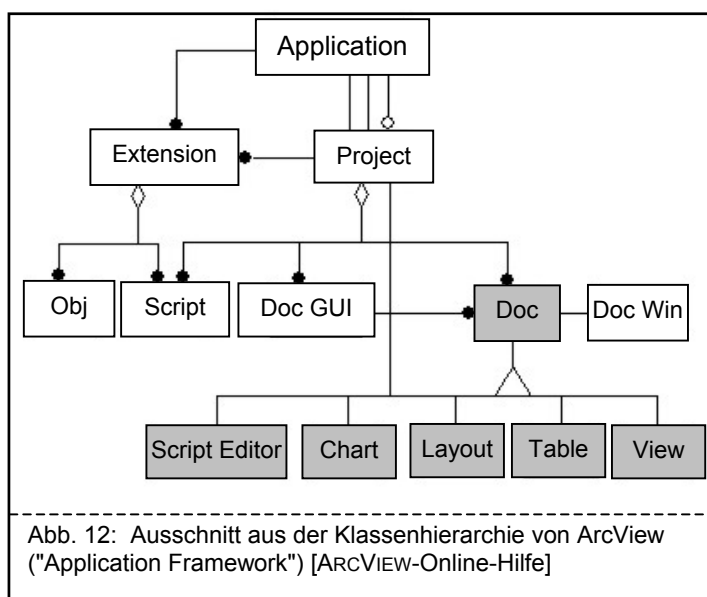 Application
Extension
Project
Obj
Script
Doc GUI
Doc
Doc Win
Script Editor
Chart
Layout
Table
View
Abb. 12: Ausschnitt aus der Klassenhierarchie von ArcView
("Application Framework") [ARCVIEW-Online-Hilfe]